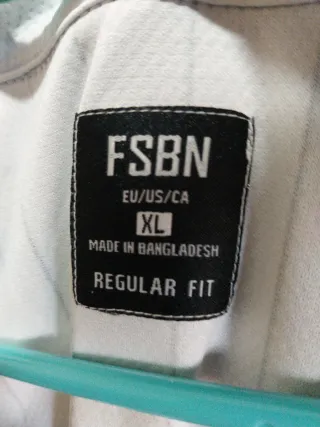 FSBN
EU/US/CA
XL
MADE IN BANGLADESH
REGULAR FIT